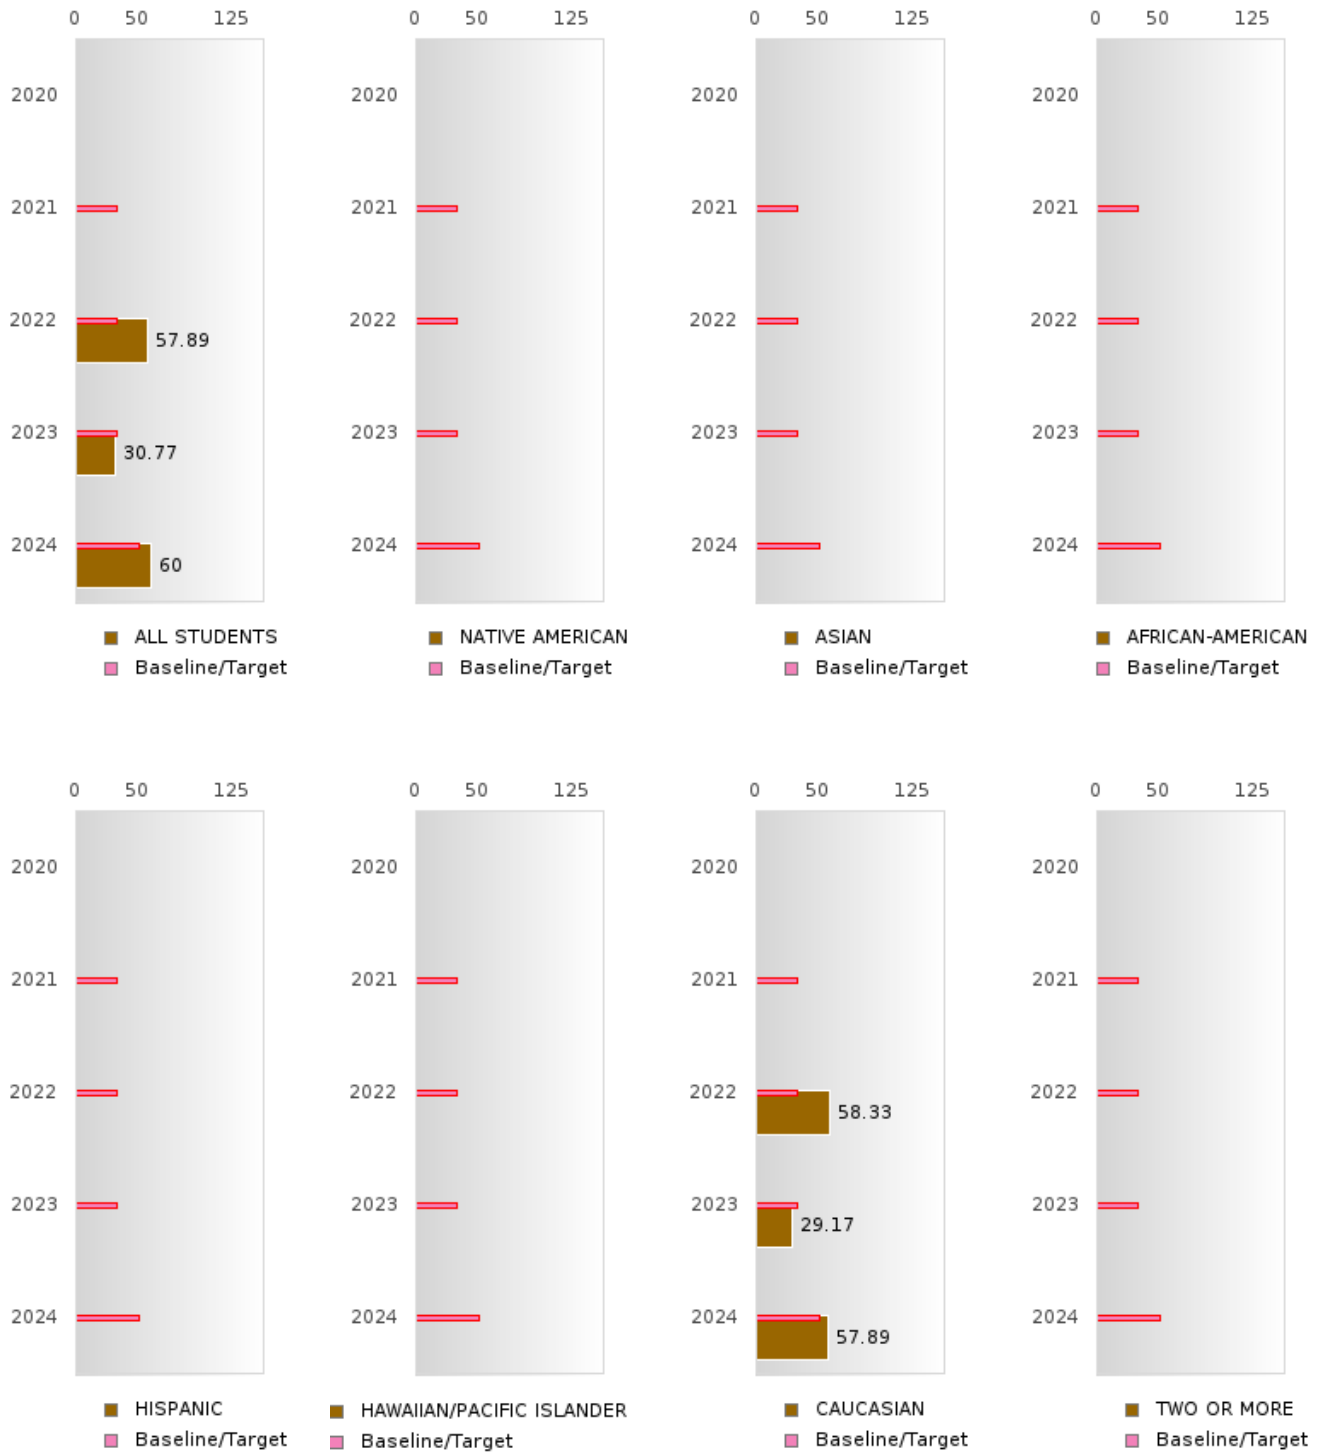 0 50 125 0 50 125 0 50 125 0 50 125
2020 2020 2020 2020
2021 2021 2021 2021
2022 57.89 2022 2022 2022
2023 30.77 2023 2023 2023
2024 60 2024 2024 2024
ALL STUDENTS NATIVE AMERICAN ASIAN AFRICAN-AMERICAN
Baseline/Target Baseline/Target Baseline/Target Baseline/Target
0 50 125 0 50 125 0 50 125 0 50 125
2020 2020 2020 2020
2021 2021 2021 2021
2022 2022 2022 58.33 2022
2023 2023 2023 29.17 2023
2024 2024 2024 57.89 2024
HISPANIC HAWAIIAN/PACIFIC ISLANDER CAUCASIAN TWO OR MORE
Baseline/Target Baseline/Target Baseline/Target Baseline/Target